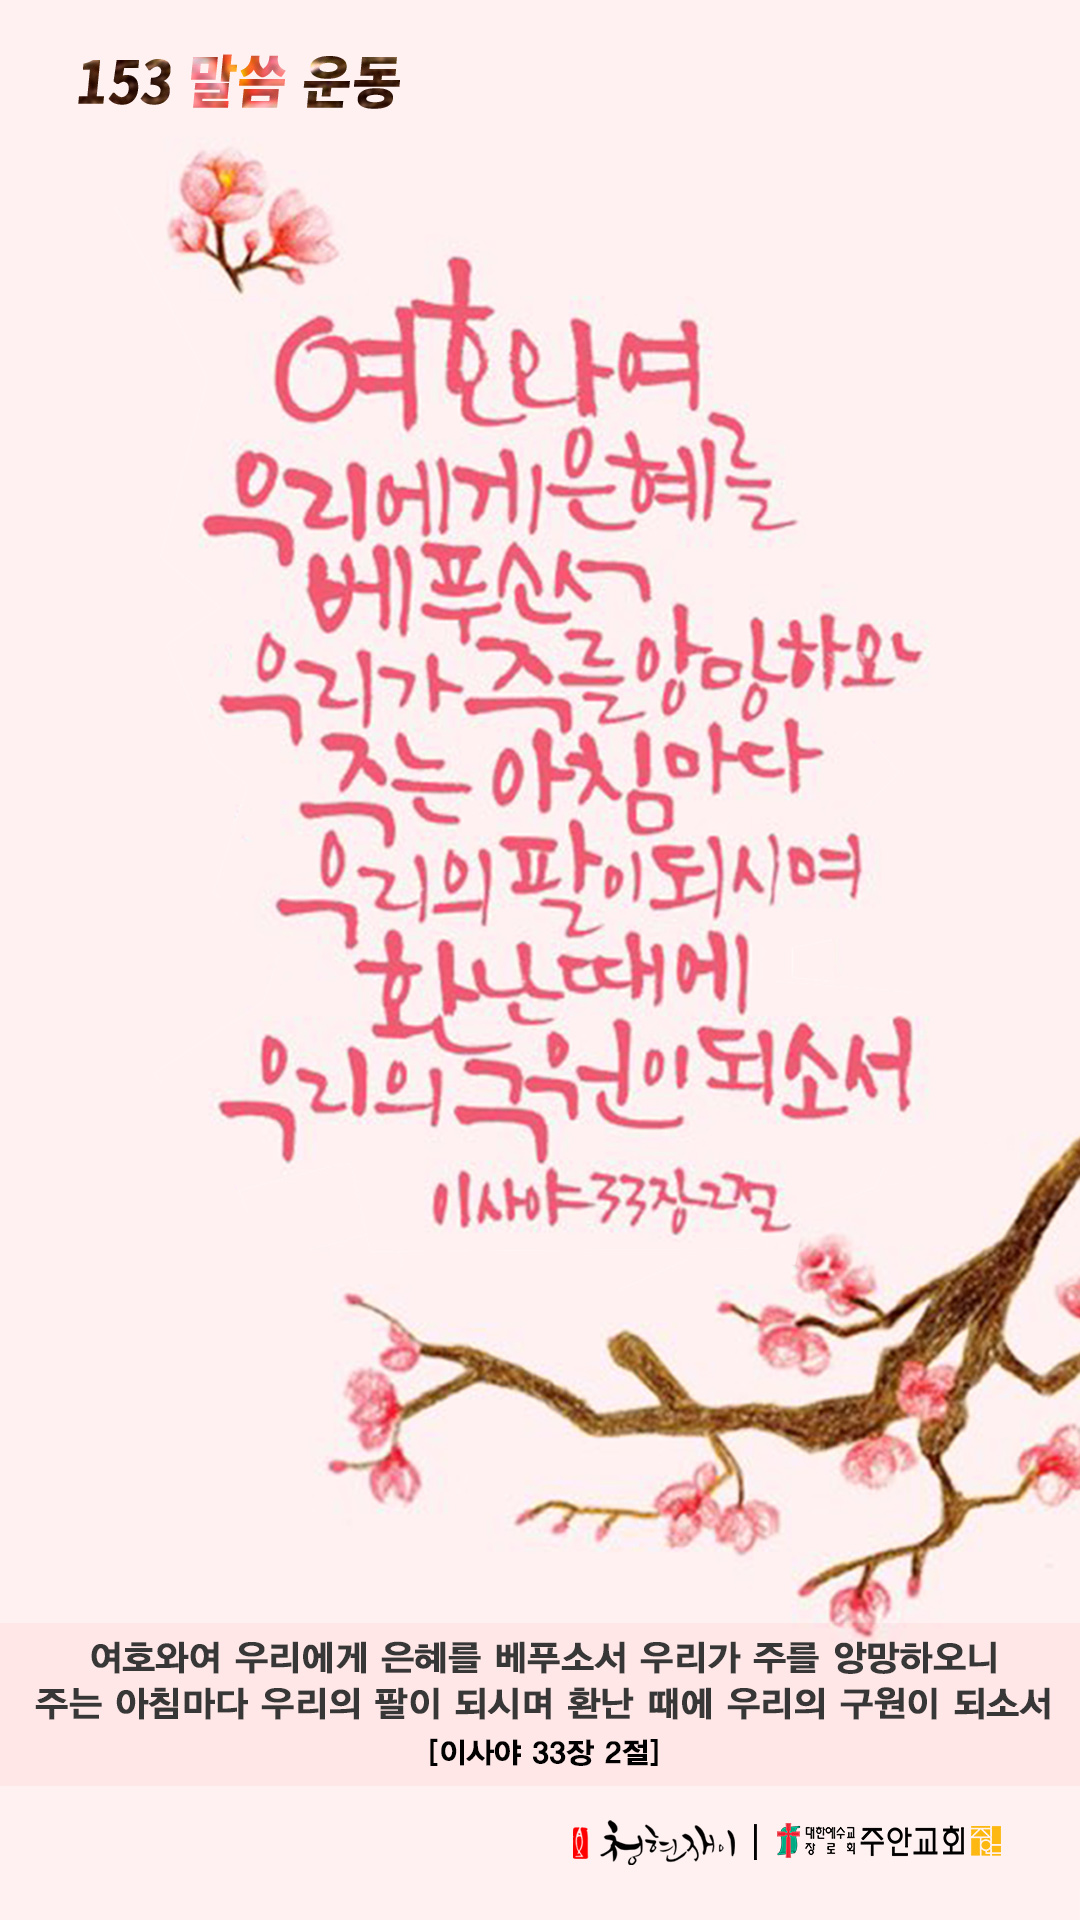 153 말씀 운동
여호와여
우리에게 은혜를
베푸소서
우리가 주를 앙망하오니
주는 아침마다
우리의 팔이 되시며
환난 때에
우리의 구원이 되소서
이사야 33장 2절
여호와여 우리에게 은혜를 베푸소서 우리가 주를 앙망하오니
주는 아침마다 우리의 팔이 되시며 환난 때에 우리의 구원이 되소서
[이사야 33장 2절]
청현재이 | 대한예수교장로회 주안교회